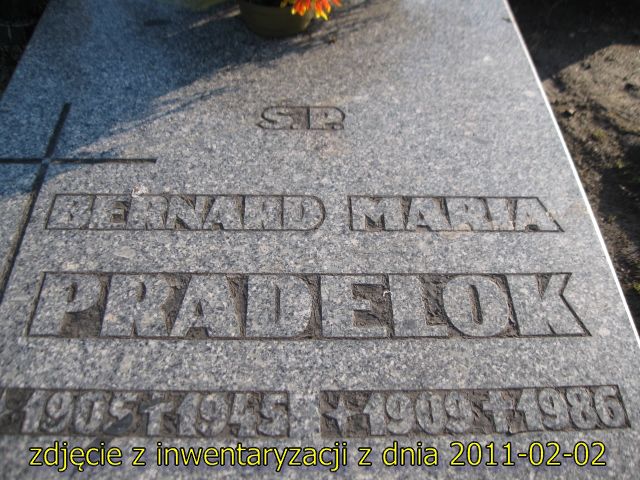 Ś.P.
BERNARD MARIA
PRADELOK
*1905 †1945 *1909 †1986
zdjęcie z inwentaryzacji z dnia 2011-02-02